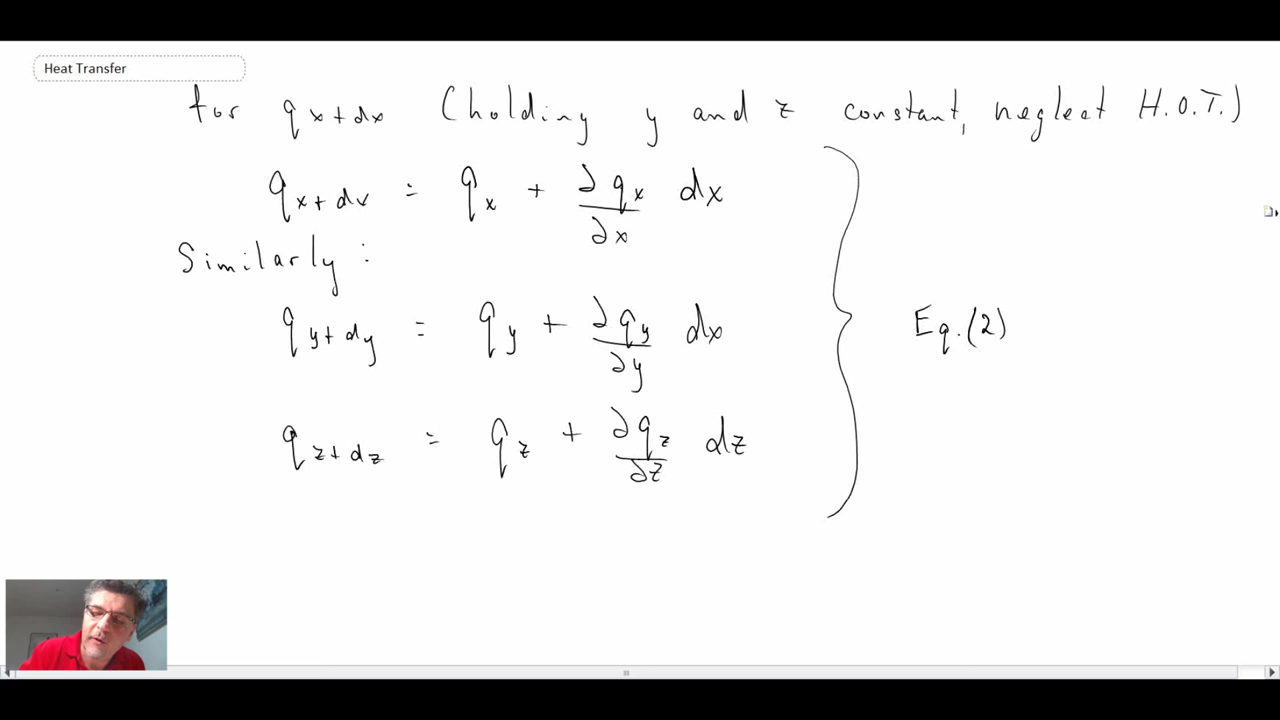 Heat Transfer
for q x+dx (holding y and z constant, neglect H.O.T.)
q x+dx = q x + ∂q x / ∂x dx
Similarly:
q y+dy = q y + ∂q y / ∂y dx
Eq.(2)
q z+dz = q z + ∂q z / ∂z dz